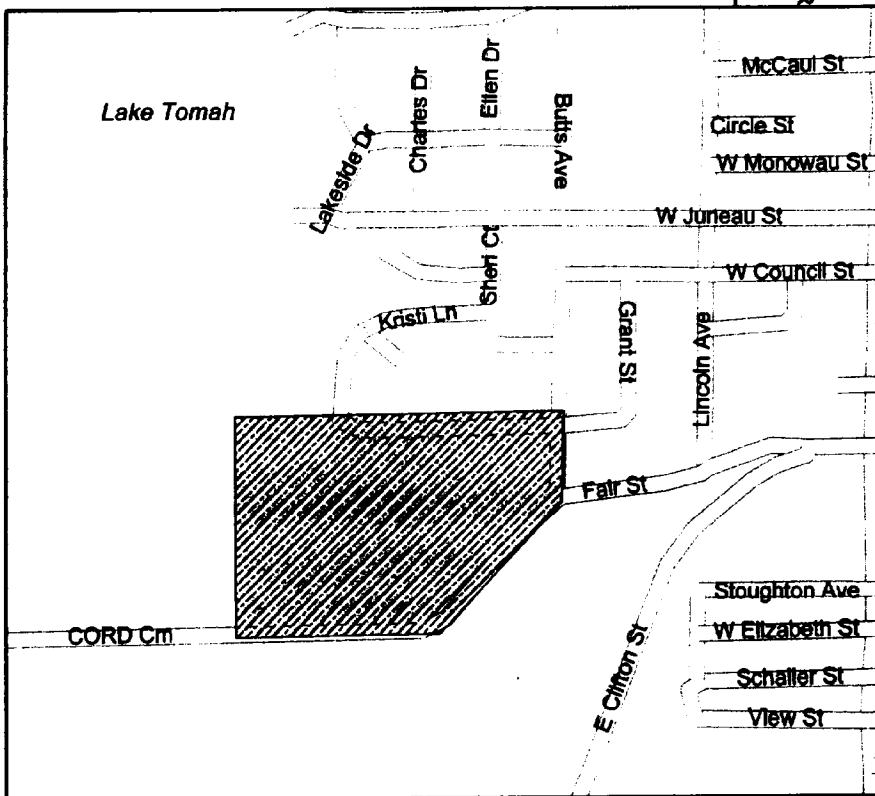 McCaul St
Lake Tomah
Lakeside Dr
Charles Dr
Ellen Dr
Butts Ave
Circle St
W Monowau St
W Juneau St
Sheri Ct
W Council St
Kristi Ln
Grant St
Lincoln Ave
Fair St
CORD Cm
E Clifton St
Stoughton Ave
W Elizabeth St
Schaller St
View St